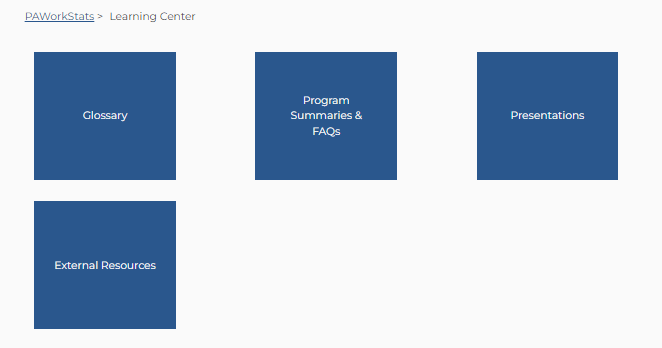 PAWorkStats > Learning Center
Glossary
Program
Summaries &
FAQs
Presentations
External Resources